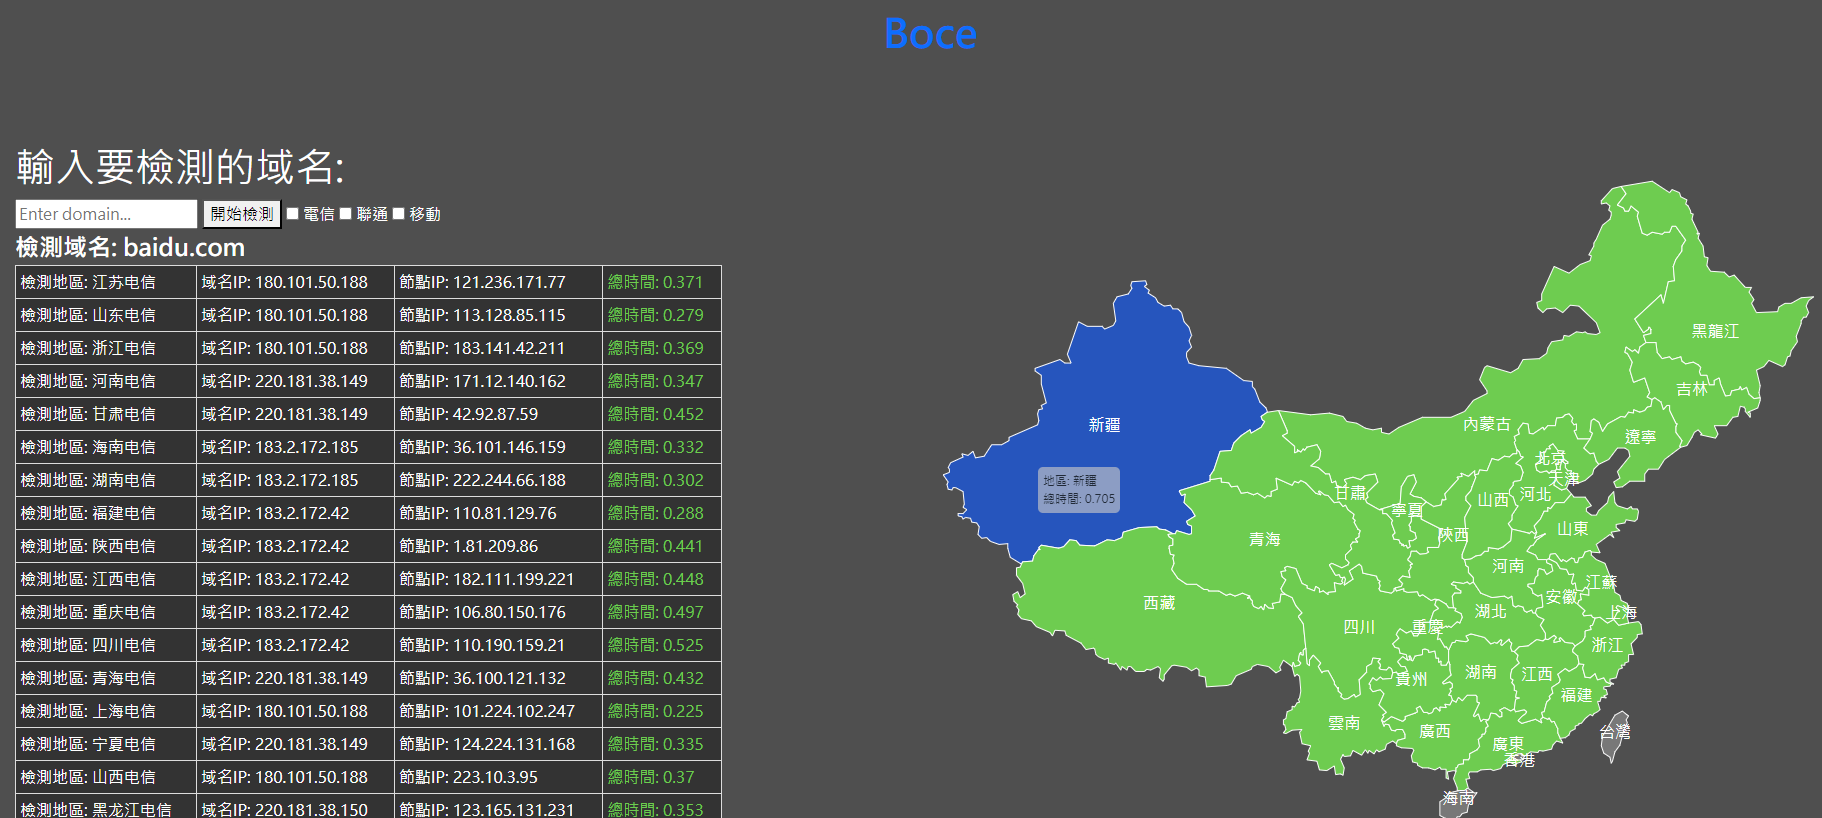 Boce
輸入要檢測的域名:
Enter domain... 開始檢測 電信 聯通 移動
檢測域名: baidu.com
檢測地區: 江苏电信 域名IP: 180.101.50.188 節點IP: 121.236.171.77 總時間: 0.371
檢測地區: 山东电信 域名IP: 180.101.50.188 節點IP: 113.128.85.115 總時間: 0.279
檢測地區: 浙江电信 域名IP: 180.101.50.188 節點IP: 183.141.42.211 總時間: 0.369
檢測地區: 河南电信 域名IP: 220.181.38.149 節點IP: 171.12.140.162 總時間: 0.347
檢測地區: 甘肃电信 域名IP: 220.181.38.149 節點IP: 42.92.87.59 總時間: 0.452
檢測地區: 海南电信 域名IP: 183.2.172.185 節點IP: 36.101.146.159 總時間: 0.332
檢測地區: 湖南电信 域名IP: 183.2.172.185 節點IP: 222.244.66.188 總時間: 0.302
檢測地區: 福建电信 域名IP: 183.2.172.42 節點IP: 110.81.129.76 總時間: 0.288
檢測地區: 陕西电信 域名IP: 183.2.172.42 節點IP: 1.81.209.86 總時間: 0.441
檢測地區: 江西电信 域名IP: 183.2.172.42 節點IP: 182.111.199.221 總時間: 0.448
檢測地區: 重庆电信 域名IP: 183.2.172.42 節點IP: 106.80.150.176 總時間: 0.497
檢測地區: 四川电信 域名IP: 183.2.172.42 節點IP: 110.190.159.21 總時間: 0.525
檢測地區: 青海电信 域名IP: 220.181.38.149 節點IP: 36.100.121.132 總時間: 0.432
檢測地區: 上海电信 域名IP: 180.101.50.188 節點IP: 101.224.102.247 總時間: 0.225
檢測地區: 宁夏电信 域名IP: 220.181.38.149 節點IP: 124.224.131.168 總時間: 0.335
檢測地區: 山西电信 域名IP: 180.101.50.188 節點IP: 223.10.3.95 總時間: 0.37
檢測地區: 黑龙江电信 域名IP: 220.181.38.150 節點IP: 123.165.131.231 總時間: 0.353
黑龍江
吉林
新疆
內蒙古
遼寧
北京
天津
地區: 新疆
總時間: 0.705
甘肅
山西
河北
寧夏
山東
陝西
青海
河南
江蘇
安徽
西藏
湖北
上海
四川
重慶
浙江
湖南
江西
貴州
福建
雲南
廣西
台灣
廣東
香港
海南